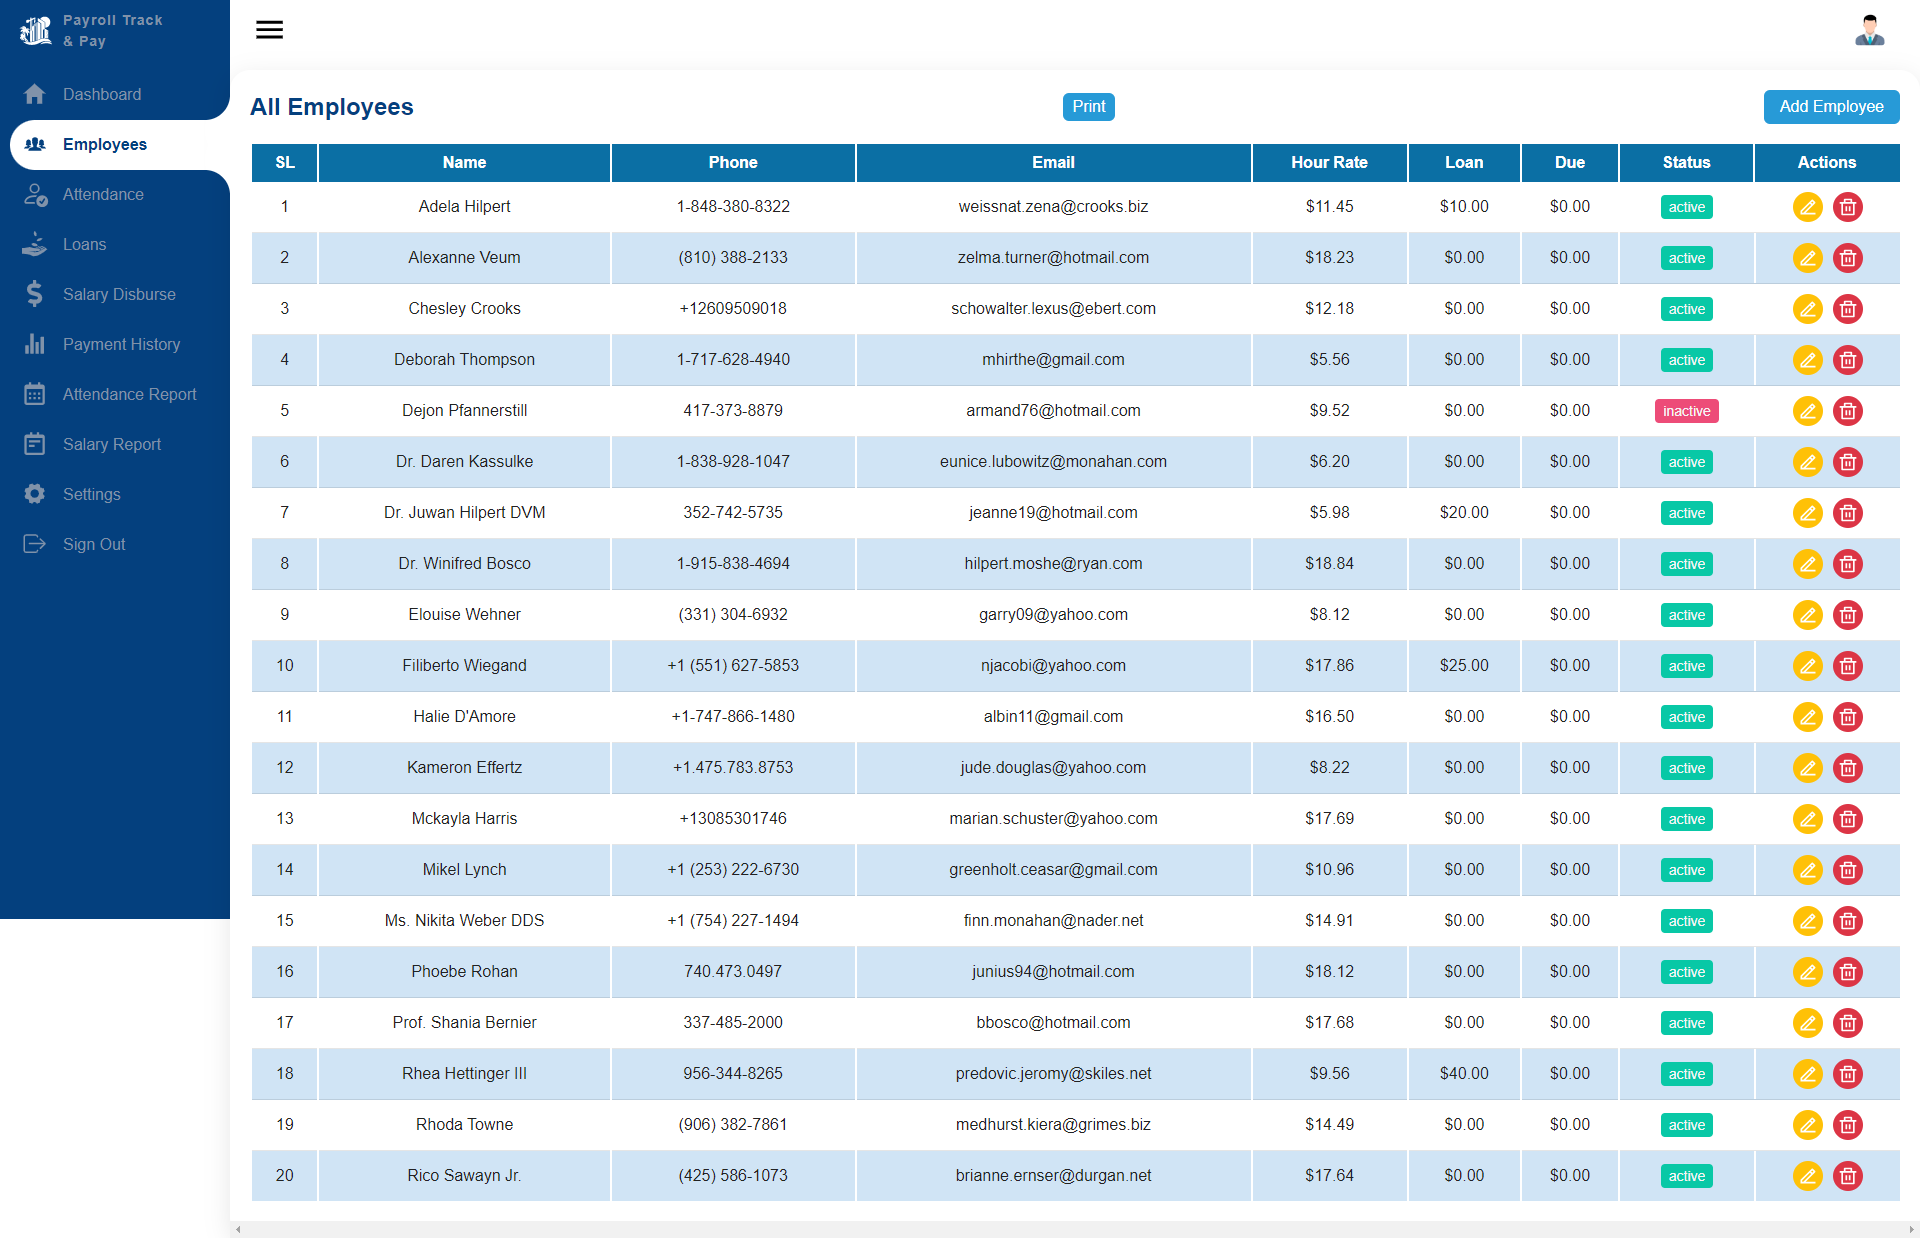 Payroll Track
& Pay
Dashboard
Employees
Attendance
Loans
Salary Disburse
Payment History
Attendance Report
Salary Report
Settings
Sign Out
All Employees Print Add Employee
SL Name Phone Email Hour Rate Loan Due Status Actions
1 Adela Hilpert 1-848-380-8322 weissnat.zena@crooks.biz $11.45 $10.00 $0.00 active
2 Alexanne Veum (810) 388-2133 zelma.turner@hotmail.com $18.23 $0.00 $0.00 active
3 Chesley Crooks +12609509018 schowalter.lexus@ebert.com $12.18 $0.00 $0.00 active
4 Deborah Thompson 1-717-628-4940 mhirthe@gmail.com $5.56 $0.00 $0.00 active
5 Dejon Pfannerstill 417-373-8879 armand76@hotmail.com $9.52 $0.00 $0.00 inactive
6 Dr. Daren Kassulke 1-838-928-1047 eunice.lubowitz@monahan.com $6.20 $0.00 $0.00 active
7 Dr. Juwan Hilpert DVM 352-742-5735 jeanne19@hotmail.com $5.98 $20.00 $0.00 active
8 Dr. Winifred Bosco 1-915-838-4694 hilpert.moshe@ryan.com $18.84 $0.00 $0.00 active
9 Elouise Wehner (331) 304-6932 garry09@yahoo.com $8.12 $0.00 $0.00 active
10 Filiberto Wiegand +1 (551) 627-5853 njacobi@yahoo.com $17.86 $25.00 $0.00 active
11 Halie D'Amore +1-747-866-1480 albin11@gmail.com $16.50 $0.00 $0.00 active
12 Kameron Effertz +1.475.783.8753 jude.douglas@yahoo.com $8.22 $0.00 $0.00 active
13 Mckayla Harris +13085301746 marian.schuster@yahoo.com $17.69 $0.00 $0.00 active
14 Mikel Lynch +1 (253) 222-6730 greenholt.ceasar@gmail.com $10.96 $0.00 $0.00 active
15 Ms. Nikita Weber DDS +1 (754) 227-1494 finn.monahan@nader.net $14.91 $0.00 $0.00 active
16 Phoebe Rohan 740.473.0497 junius94@hotmail.com $18.12 $0.00 $0.00 active
17 Prof. Shania Bernier 337-485-2000 bbosco@hotmail.com $17.68 $0.00 $0.00 active
18 Rhea Hettinger III 956-344-8265 predovic.jeromy@skiles.net $9.56 $40.00 $0.00 active
19 Rhoda Towne (906) 382-7861 medhurst.kiera@grimes.biz $14.49 $0.00 $0.00 active
20 Rico Sawayn Jr. (425) 586-1073 brianne.ernser@durgan.net $17.64 $0.00 $0.00 active